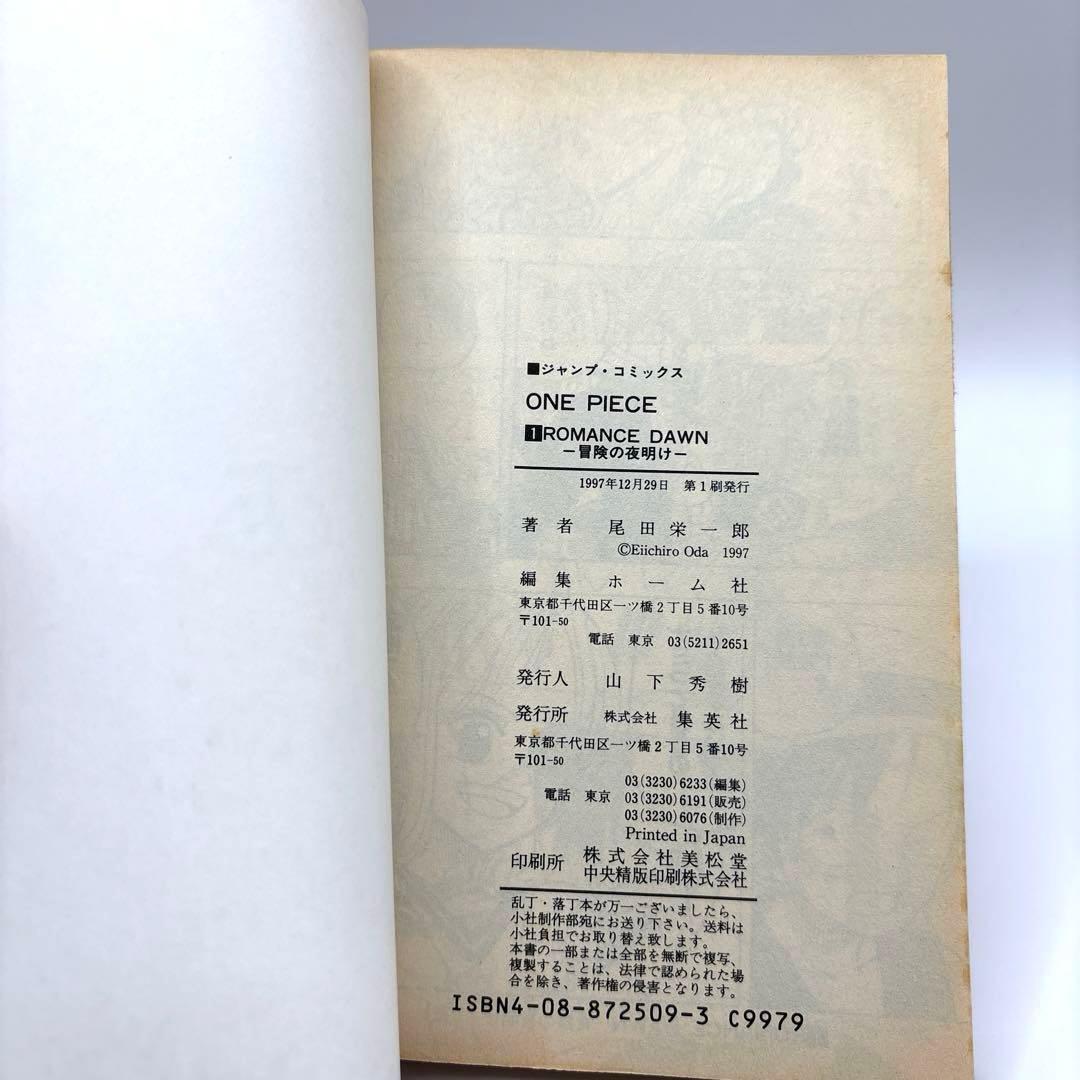 ■ジャンプ・コミックス
ONE PIECE
1ROMANCE DAWN
―冒険の夜明け―
1997年12月29日 第1刷発行
著者 尾田栄一郎
©Eiichiro Oda 1997
編集 ホーム社
東京都千代田区一ツ橋2丁目5番10号
〒101-50
電話 東京 03(5211)2651
発行人 山下秀樹
発行所 株式会社 集英社
東京都千代田区一ツ橋2丁目5番10号
〒101-50
03(3230)6233(編集)
電話 東京 03(3230)6191(販売)
03(3230)6076(制作)
Printed in Japan
印刷所 株式会社美松堂
中央精版印刷株式会社
乱丁・落丁本が万一ございましたら、
小社制作部宛にお送り下さい。送料は
小社負担でお取り替え致します。
本書の一部または全部を無断で複写、
複製することは、法律で認められた場
合を除き、著作権の侵害となります。
ISBN4-08-872509-3 C9979